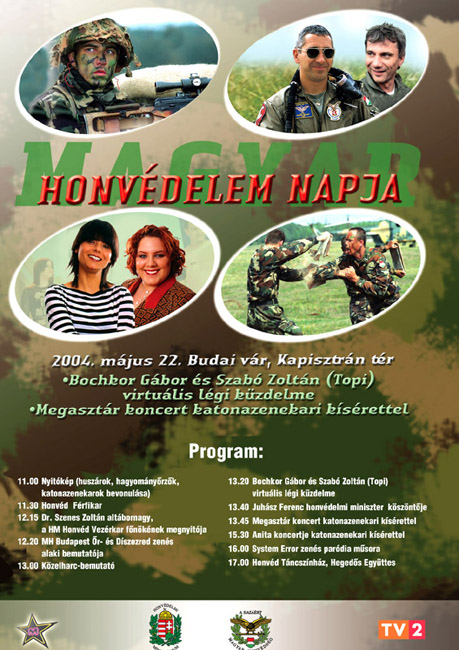 MAGYAR
HONVÉDELEM NAPJA
2004. május 22. Budai vár, Kapisztrán tér
•Bochkor Gábor és Szabó Zoltán (Topi)
virtuális légi küzdelme
•Megasztár koncert katonazenekari kísérettel
Program:
11.00 Nyitókép (huszárok, hagyományőrzők,
katonazenekarok bevonulása)
11.30 Honvéd Férfikar
12.15 Dr. Szenes Zoltán altábornagy,
a HM Honvéd Vezérkar főnökének megnyitója
12.20 MH Budapest Őr- és Díszezred zenés
alaki bemutatója
13.00 Közelharc-bemutató
13.20 Bochkor Gábor és Szabó Zoltán (Topi)
virtuális légi küzdelme
13.40 Juhász Ferenc honvédelmi miniszter köszöntője
13.45 Megasztár koncert katonazenekari kísérettel
15.30 Anita koncertje katonazenekari kísérettel
16.00 System Error zenés paródia műsora
17.00 Honvéd Táncszínház, Hegedős Együttes
HONVÉDELMI
A HAZÁÉRT
TV2